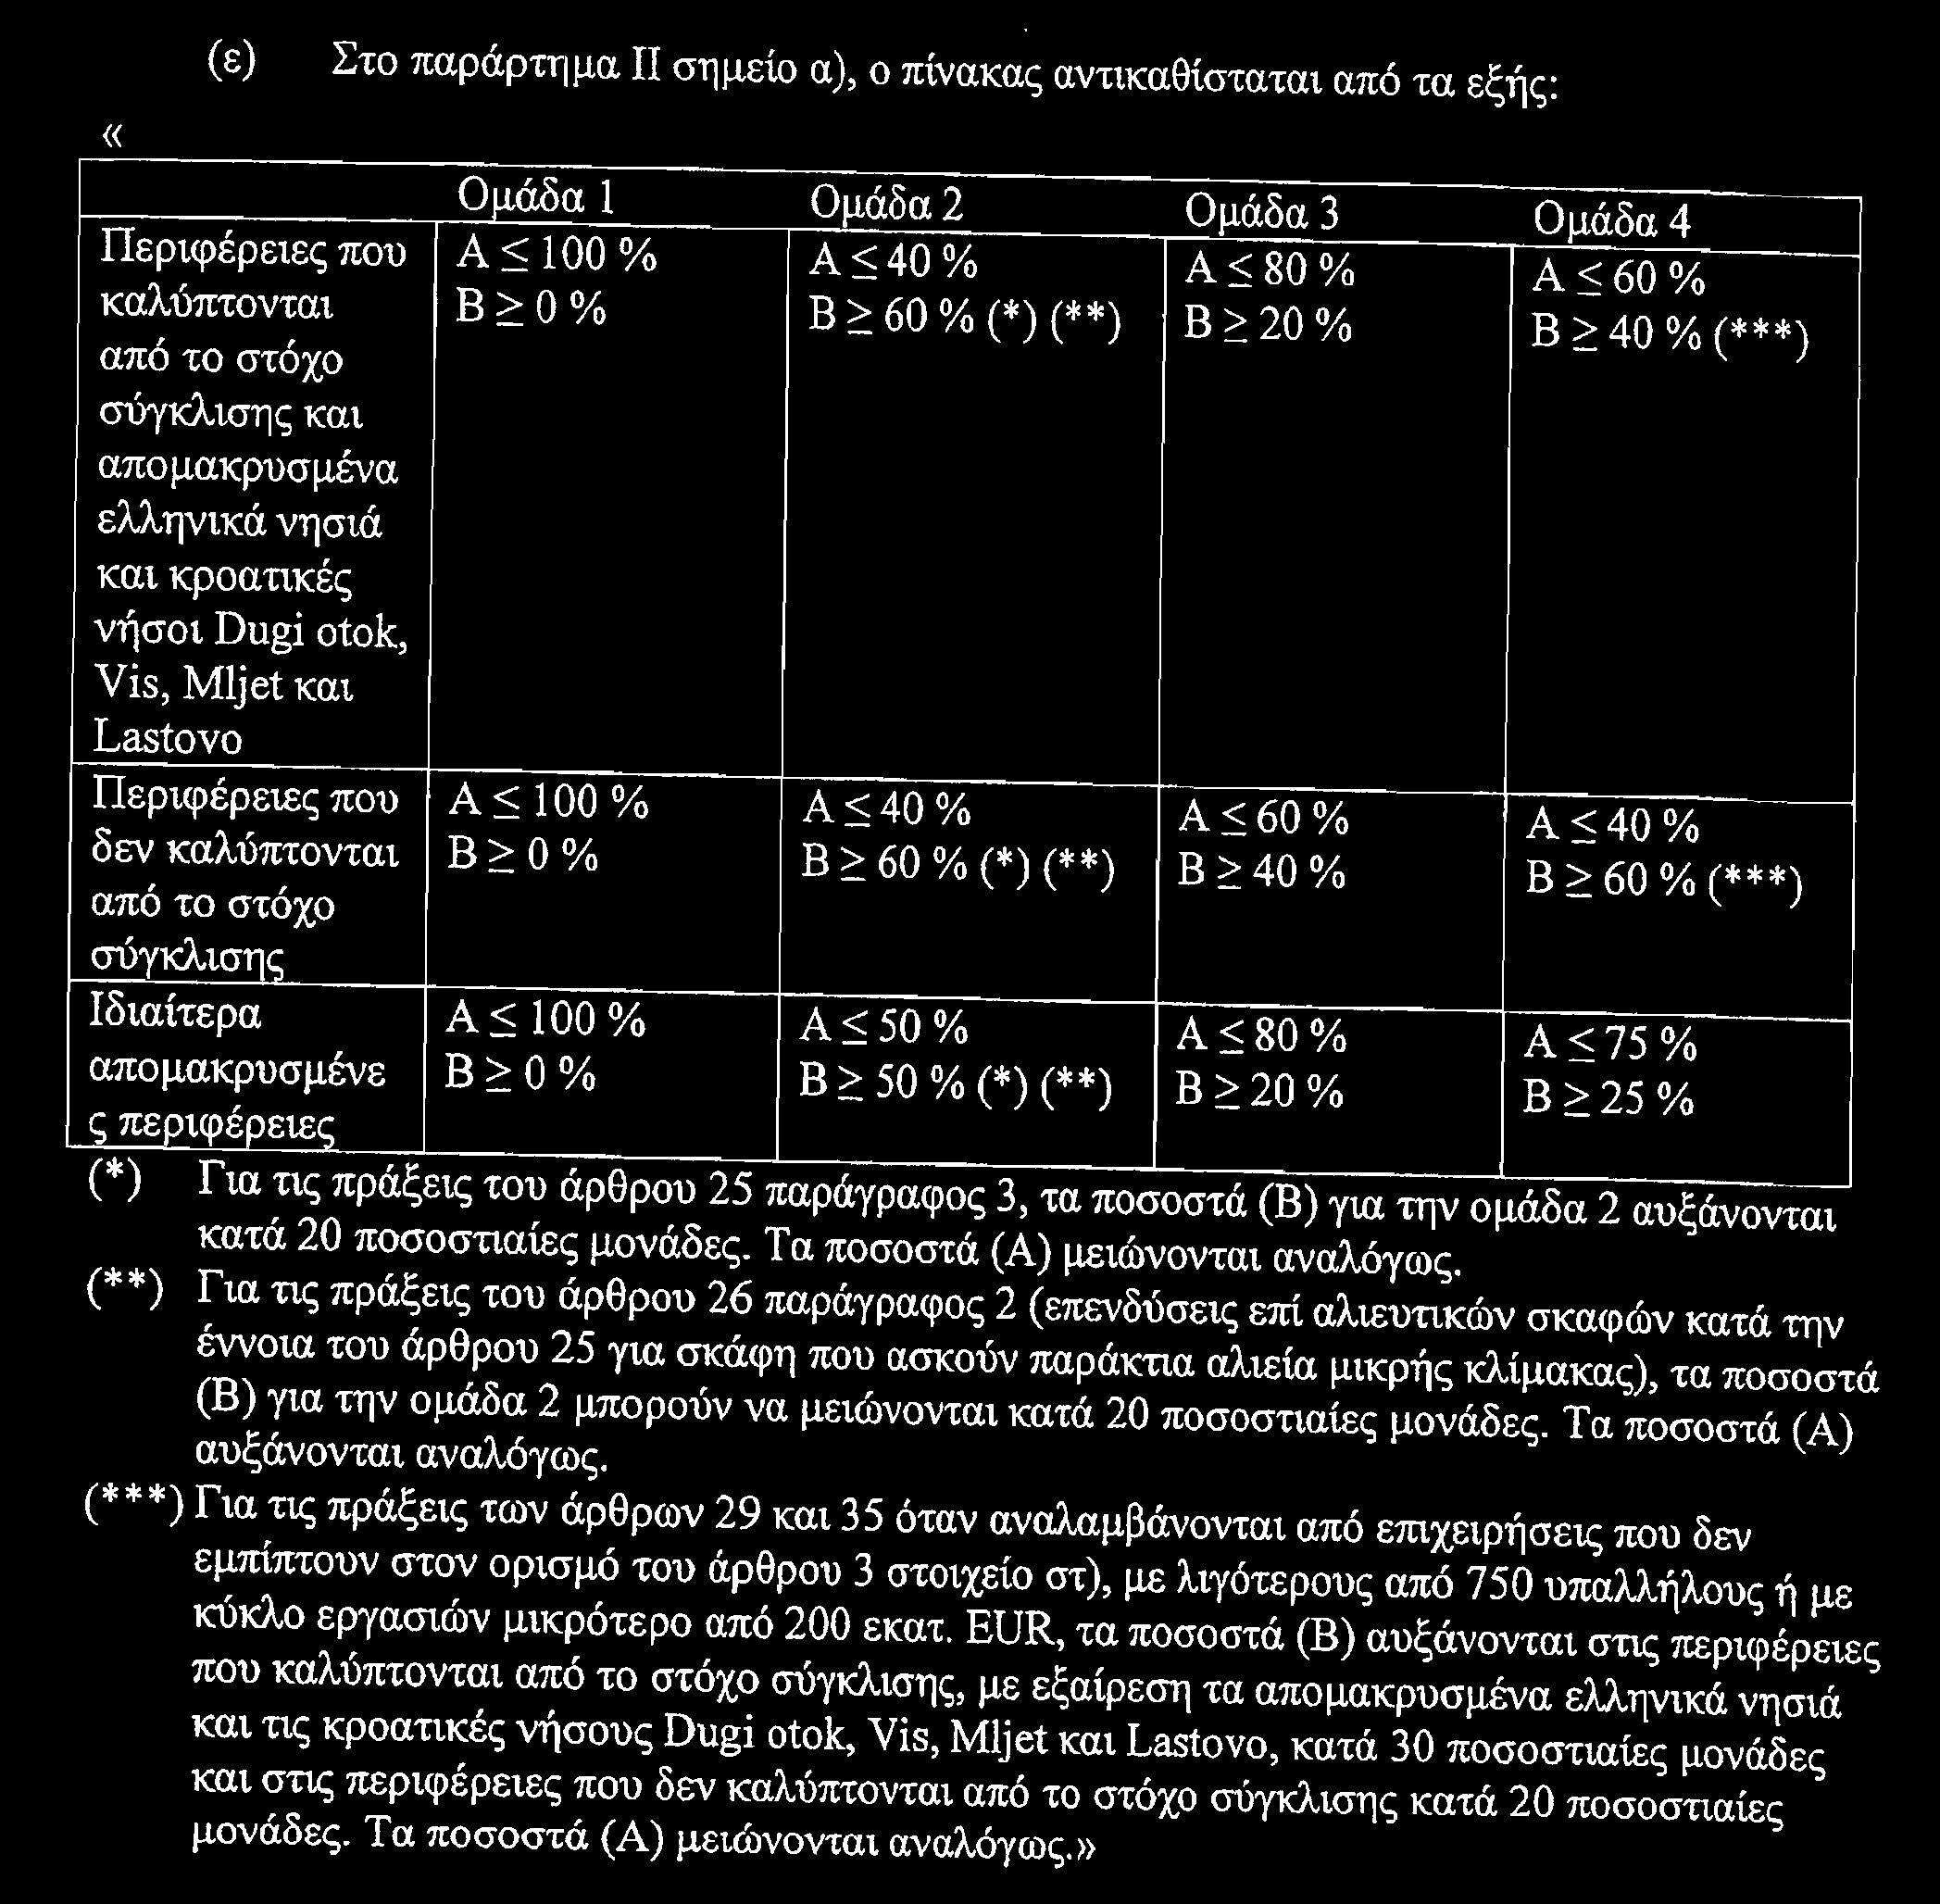 (ε) Στο παράρτημα ΙΙ σημείο α), ο πίνακας αντικαθίσταται από τα εξής:
«
Ομάδα 1 Ομάδα 2 Ομάδα 3 Ομάδα 4
Περιφέρειες που
καλύπτονται
από το στόχο
σύγκλισης και
απομακρυσμένα
ελληνικά νησιά
και κροατικές
νήσοι Dugi otok,
Vis, Mljet και
Lastovo
A ≤ 100 %
B ≥ 0 %
A ≤ 40 %
B ≥ 60 % (*) (**)
A ≤ 80 %
B ≥ 20 %
A ≤ 60 %
B ≥ 40 % (***)
Περιφέρειες που
δεν καλύπτονται
από το στόχο
σύγκλισης
A ≤ 100 %
B ≥ 0 %
A ≤ 40 %
B ≥ 60 % (*) (**)
A ≤ 60 %
B ≥ 40 %
A ≤ 40 %
B ≥ 60 % (***)
Ιδιαίτερα
απομακρυσμένε
ς περιφέρειες
A ≤ 100 %
B ≥ 0 %
A ≤ 50 %
B ≥ 50 % (*) (**)
A ≤ 80 %
B ≥ 20 %
A ≤ 75 %
B ≥ 25 %
(*) Για τις πράξεις του άρθρου 25 παράγραφος 3, τα ποσοστά (Β) για την ομάδα 2 αυξάνονται
κατά 20 ποσοστιαίες μονάδες. Τα ποσοστά (Α) μειώνονται αναλόγως.
(**) Για τις πράξεις του άρθρου 26 παράγραφος 2 (επενδύσεις επί αλιευτικών σκαφών κατά την
έννοια του άρθρου 25 για σκάφη που ασκούν παράκτια αλιεία μικρής κλίμακας), τα ποσοστά
(Β) για την ομάδα 2 μπορούν να μειώνονται κατά 20 ποσοστιαίες μονάδες. Τα ποσοστά (Α)
αυξάνονται αναλόγως.
(***) Για τις πράξεις των άρθρων 29 και 35 όταν αναλαμβάνονται από επιχειρήσεις που δεν
εμπίπτουν στον ορισμό του άρθρου 3 στοιχείο στ), με λιγότερους από 750 υπαλλήλους ή με
κύκλο εργασιών μικρότερο από 200 εκατ. EUR, τα ποσοστά (Β) αυξάνονται στις περιφέρειες
που καλύπτονται από το στόχο σύγκλισης, με εξαίρεση τα απομακρυσμένα ελληνικά νησιά
και τις κροατικές νήσους Dugi otok, Vis, Mljet και Lastovo, κατά 30 ποσοστιαίες μονάδες
και στις περιφέρειες που δεν καλύπτονται από το στόχο σύγκλισης κατά 20 ποσοστιαίες
μονάδες. Τα ποσοστά (Α) μειώνονται αναλόγως.»